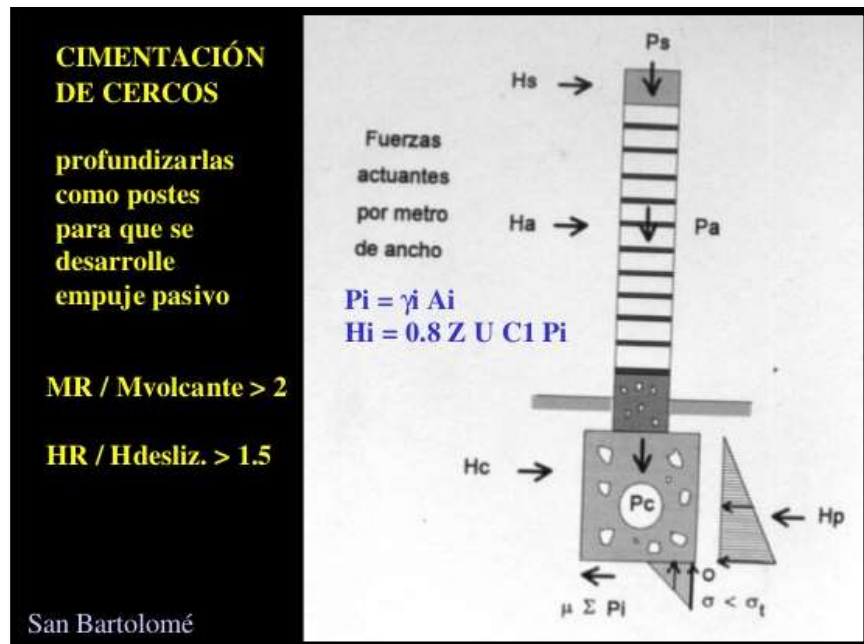 CIMENTACIÓN
DE CERCOS
profundizarlas
como postes
para que se
desarrolle
empuje pasivo
MR / Mvolcante > 2
HR / Hdesliz. > 1.5
San Bartolomé
Ps
Hs
Fuerzas
actuantes
por metro
de ancho
Ha
Pa
Pi = γi Ai
Hi = 0.8 Z U C1 Pi
Hc
Pc
Hp
O
μ Σ Pi
σ < σt